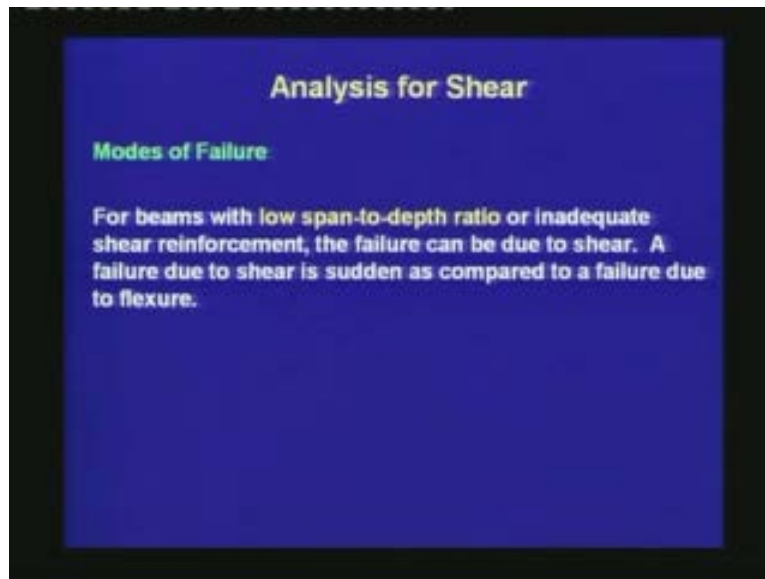 Analysis for Shear
Modes of Failure
For beams with low span-to-depth ratio or inadequate
shear reinforcement, the failure can be due to shear. A
failure due to shear is sudden as compared to a failure due
to flexure.